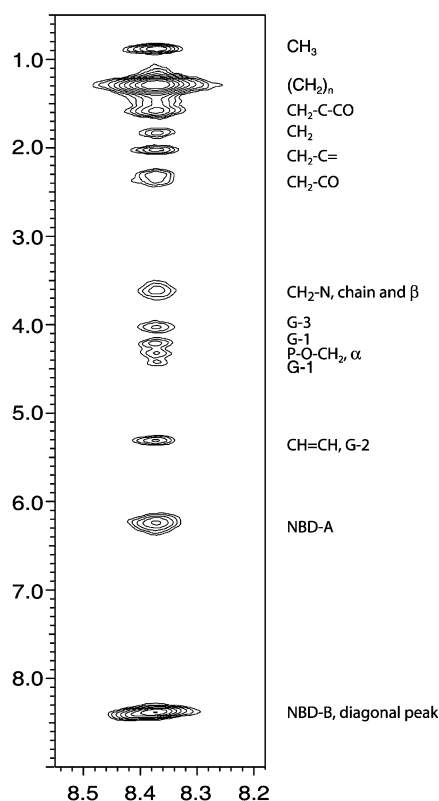 1.0
CH₃
(CH₂)ₙ
CH₂-C-CO
CH₂
2.0
CH₂-C=
CH₂-CO
3.0
CH₂-N, chain and β
4.0
G-3
G-1
P-O-CH₂, α
G-1
5.0
CH=CH, G-2
6.0
NBD-A
7.0
8.0
NBD-B, diagonal peak
8.5 8.4 8.3 8.2